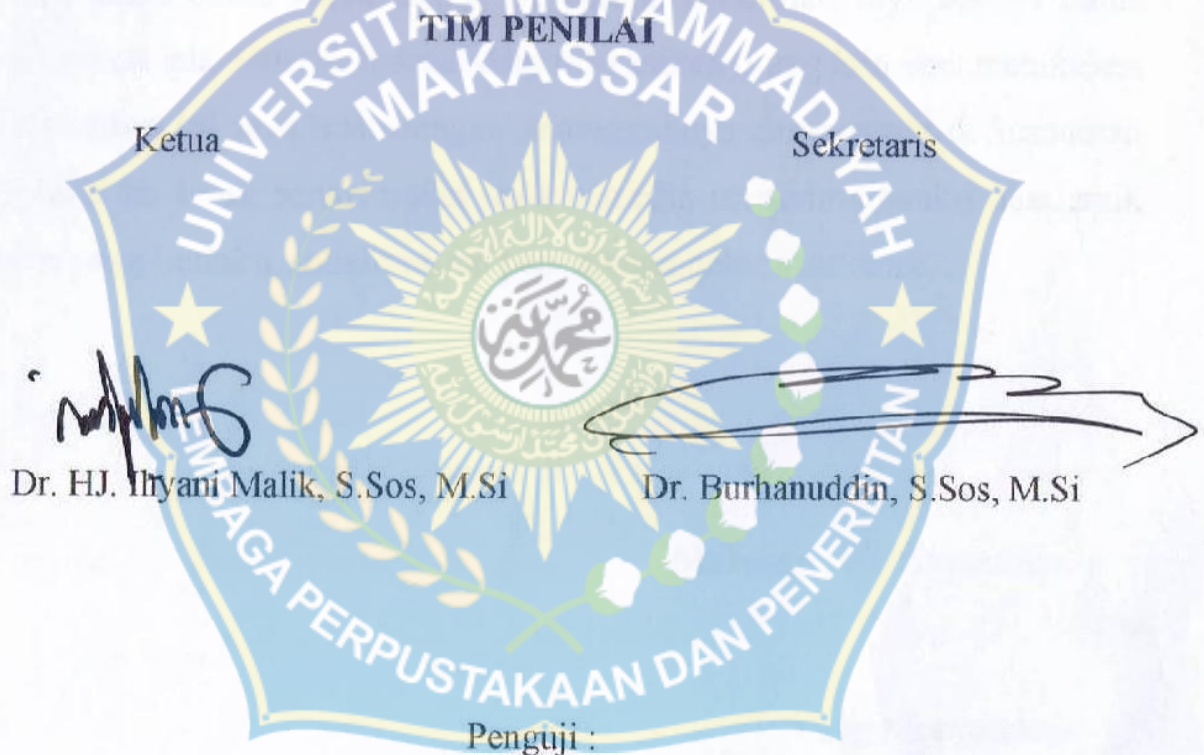 TIM PENILAI
UNIVERSITAS MUHAMMADIYAH
MAKASSAR
Ketua
Sekretaris
Dr. HJ. Ihyani Malik, S.Sos, M.Si
Dr. Burhanuddin, S.Sos, M.Si
LEMBAGA PERPUSTAKAAN DAN PENERBITAN
Penguji :